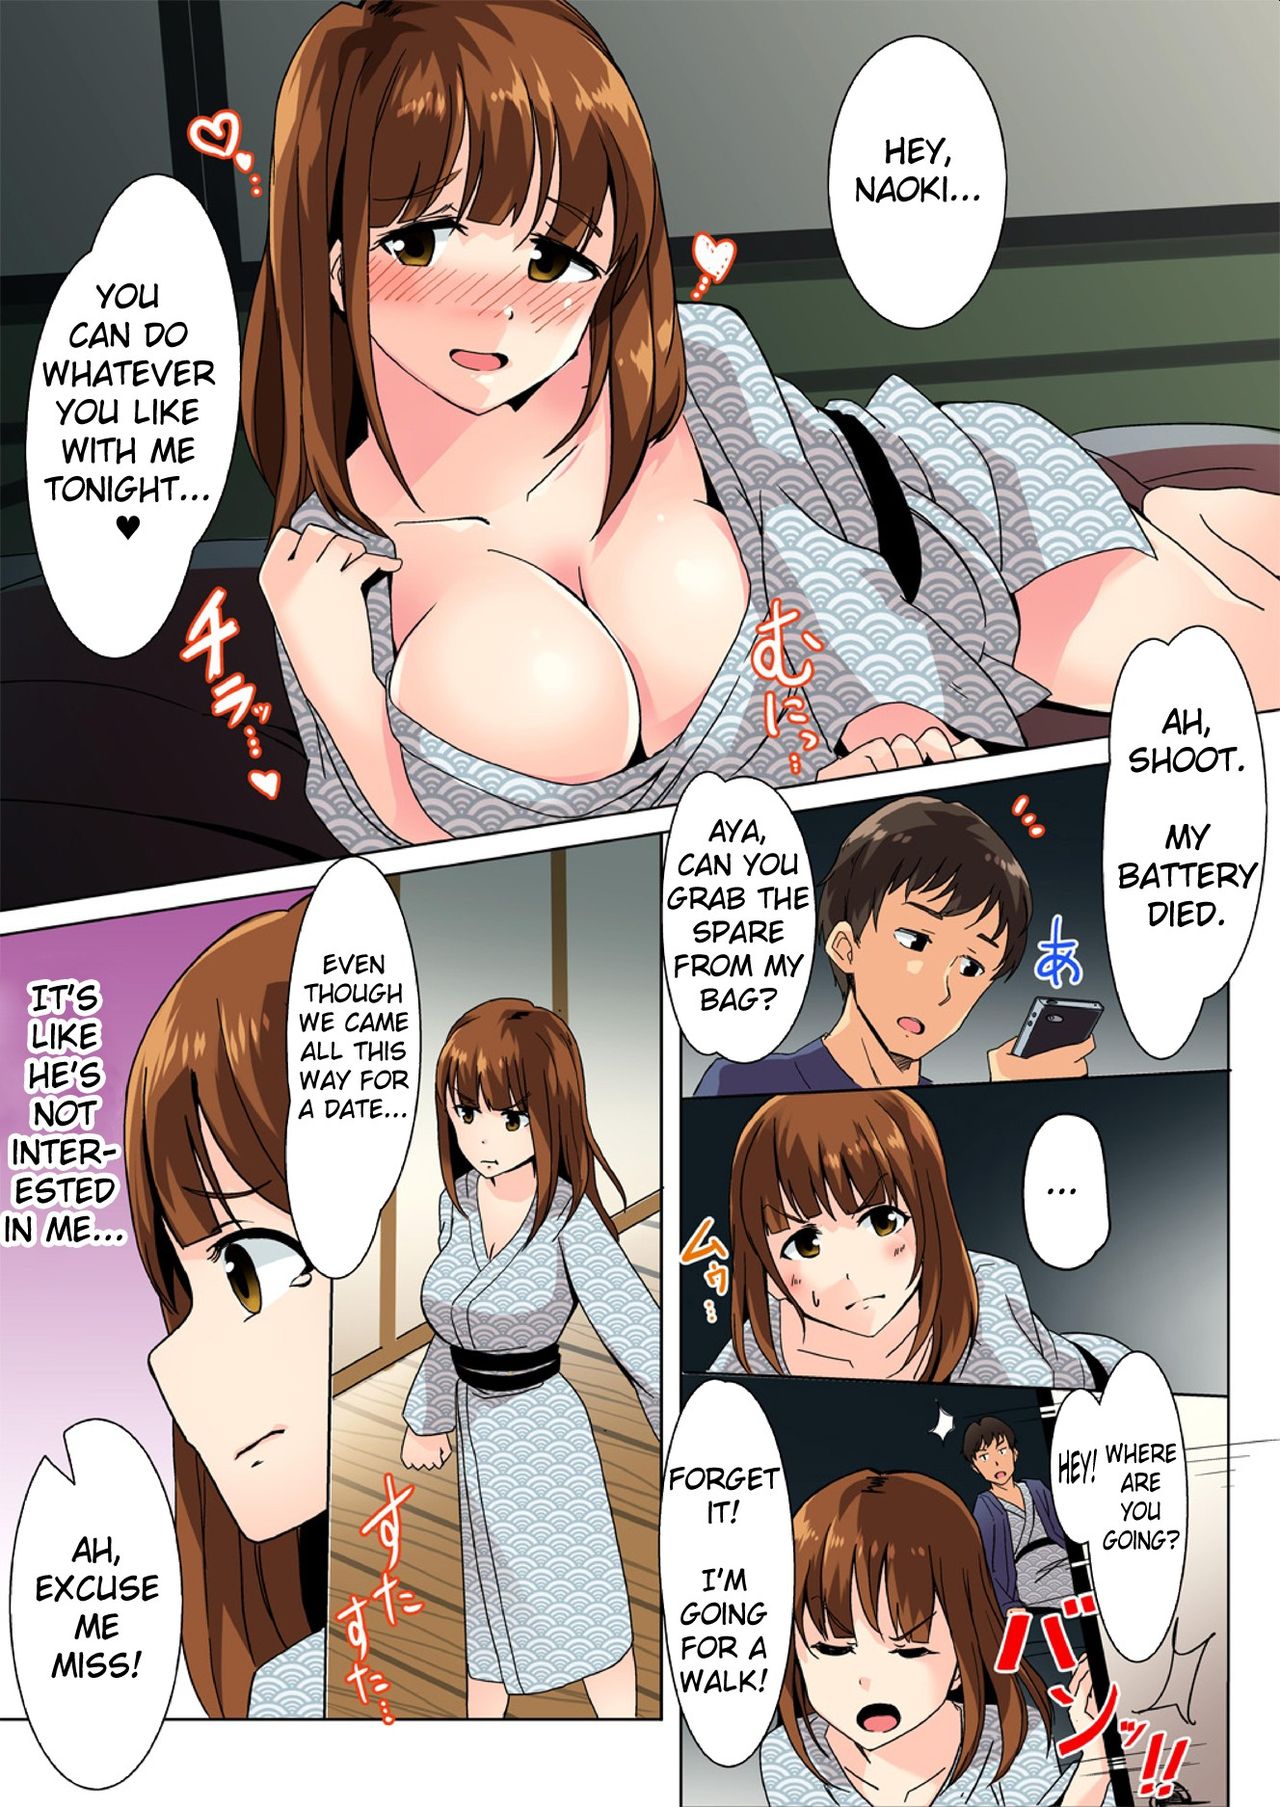 HEY,
NAOKI...
YOU
CAN DO
WHATEVER
YOU LIKE
WITH ME
TONIGHT...
♥
むにっ…
チラッ…
AH,
SHOOT.
MY
BATTERY
DIED.
あ
AYA,
CAN YOU
GRAB THE
SPARE
FROM MY
BAG?
...
ムゥ…
HEY!
WHERE
ARE
YOU
GOING?
FORGET
IT!
I'M
GOING
FOR A
WALK!
バンッ!!
EVEN
THOUGH
WE CAME
ALL THIS
WAY FOR
A DATE...
すたすた…
IT'S
LIKE
HE'S
NOT
INTER-
ESTED
IN ME...
AH,
EXCUSE
ME
MISS!